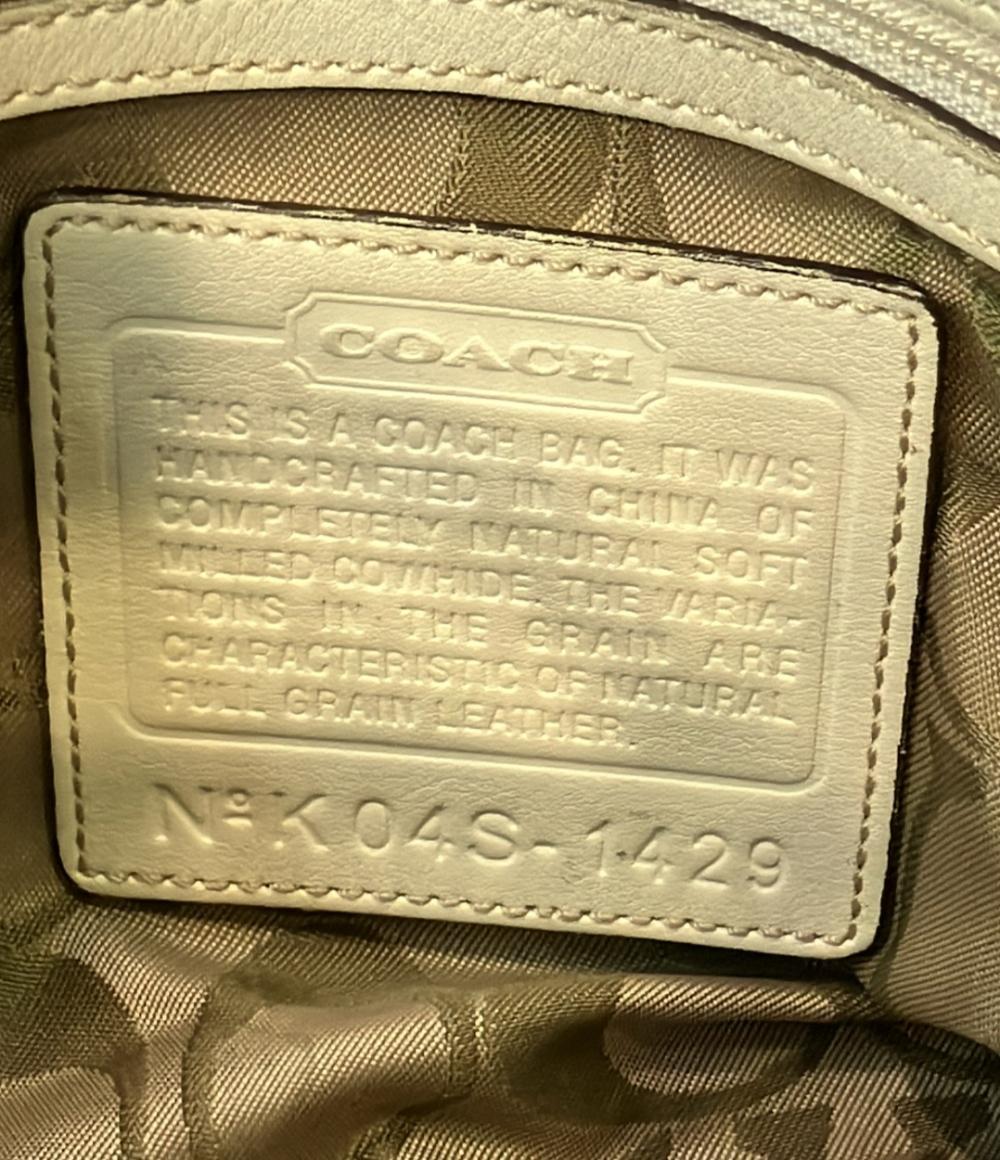 COACH
THIS IS A COACH BAG. IT WAS
HANDCRAFTED IN CHINA OF
COMPLETELY NATURAL SOFT
MILLED COWHIDE. THE VARIA-
TIONS IN THE GRAIN ARE
CHARACTERISTIC OF NATURAL
FULL GRAIN LEATHER.
Nº K04S-1429